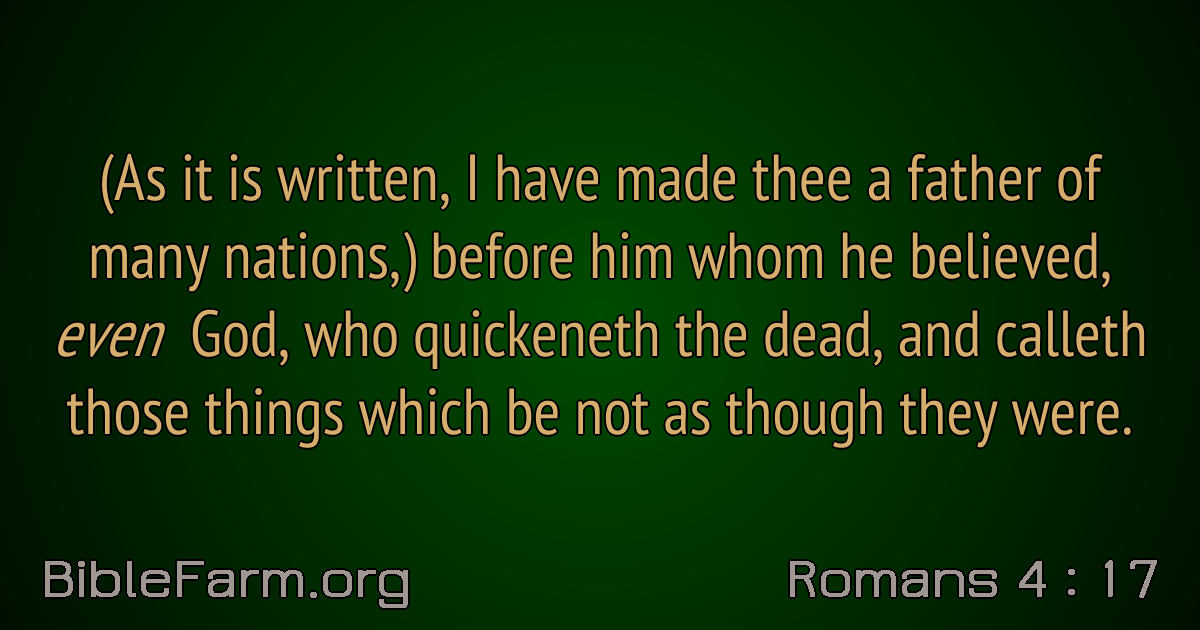 (As it is written, I have made thee a father of
many nations,) before him whom he believed,
even God, who quickeneth the dead, and calleth
those things which be not as though they were.
BibleFarm.org
Romans 4 : 17